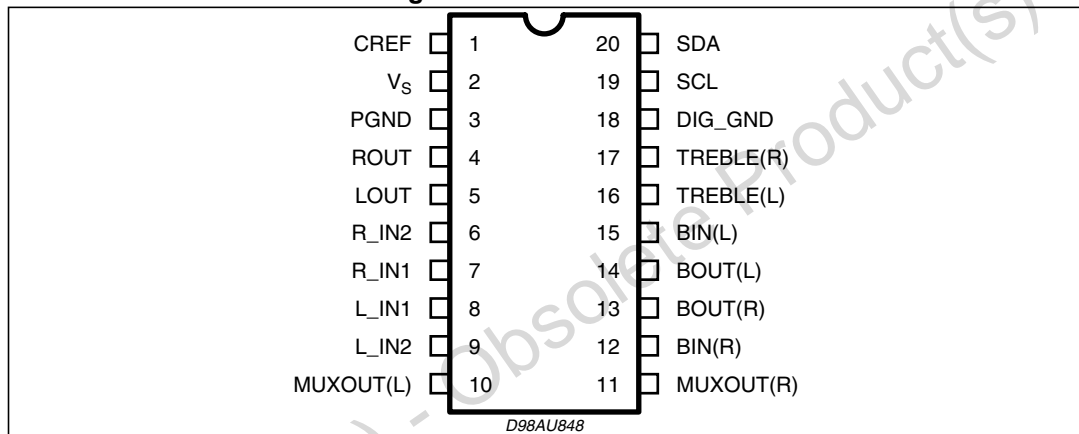 CREF 1 20 SDA
VS 2 19 SCL
PGND 3 18 DIG_GND
ROUT 4 17 TREBLE(R)
LOUT 5 16 TREBLE(L)
R_IN2 6 15 BIN(L)
R_IN1 7 14 BOUT(L)
L_IN1 8 13 BOUT(R)
L_IN2 9 12 BIN(R)
MUXOUT(L) 10 11 MUXOUT(R)
D98AU848
) - Obsolete Product(s)